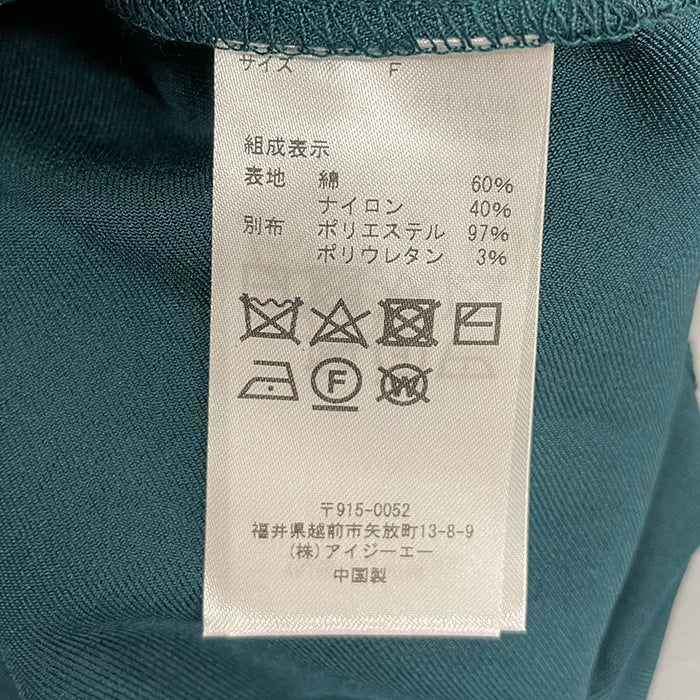 サイズ F
組成表示
表地 綿 60%
ナイロン 40%
別布 ポリエステル 97%
ポリウレタン 3%
F W
〒915-0052
福井県越前市矢放町13-8-9
(株)アイジーエー
中国製